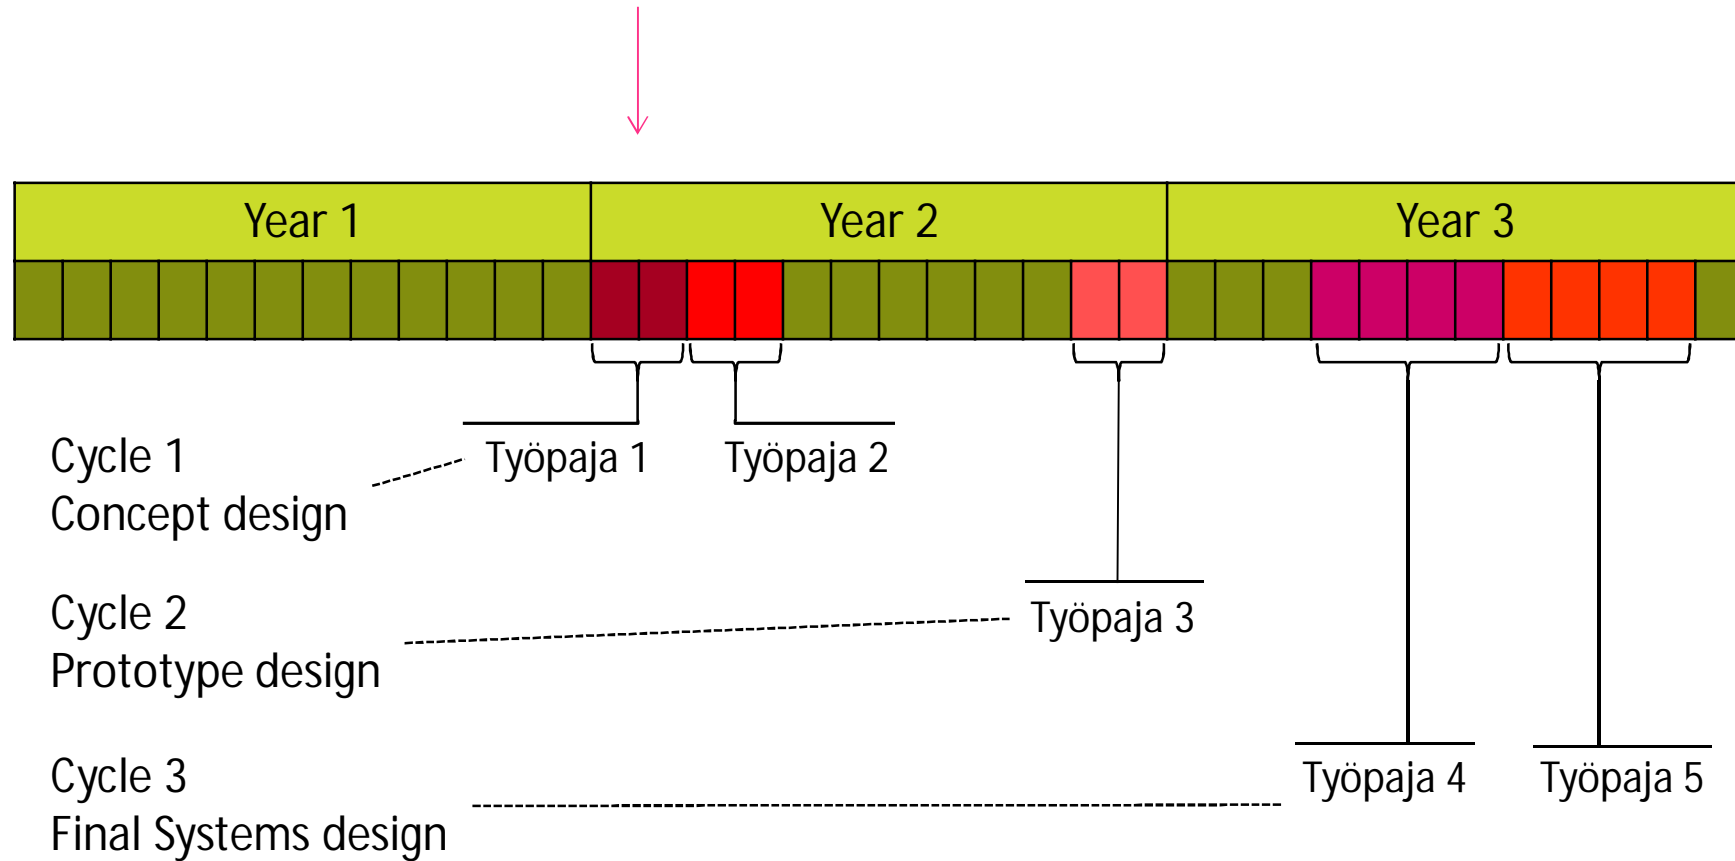 Year 1
Year 2
Year 3
Cycle 1
Concept design
Työpaja 1
Työpaja 2
Cycle 2
Prototype design
Työpaja 3
Cycle 3
Final Systems design
Työpaja 4
Työpaja 5